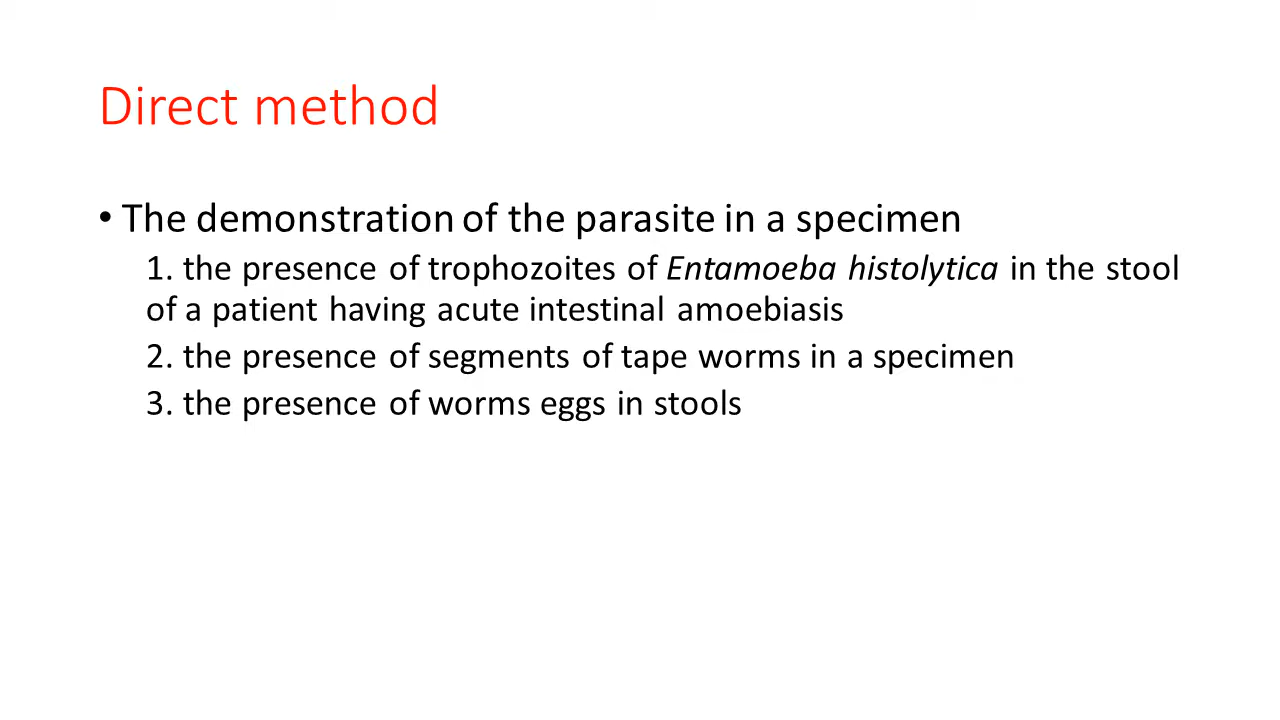 Direct method
• The demonstration of the parasite in a specimen
1. the presence of trophozoites of Entamoeba histolytica in the stool
of a patient having acute intestinal amoebiasis
2. the presence of segments of tape worms in a specimen
3. the presence of worms eggs in stools